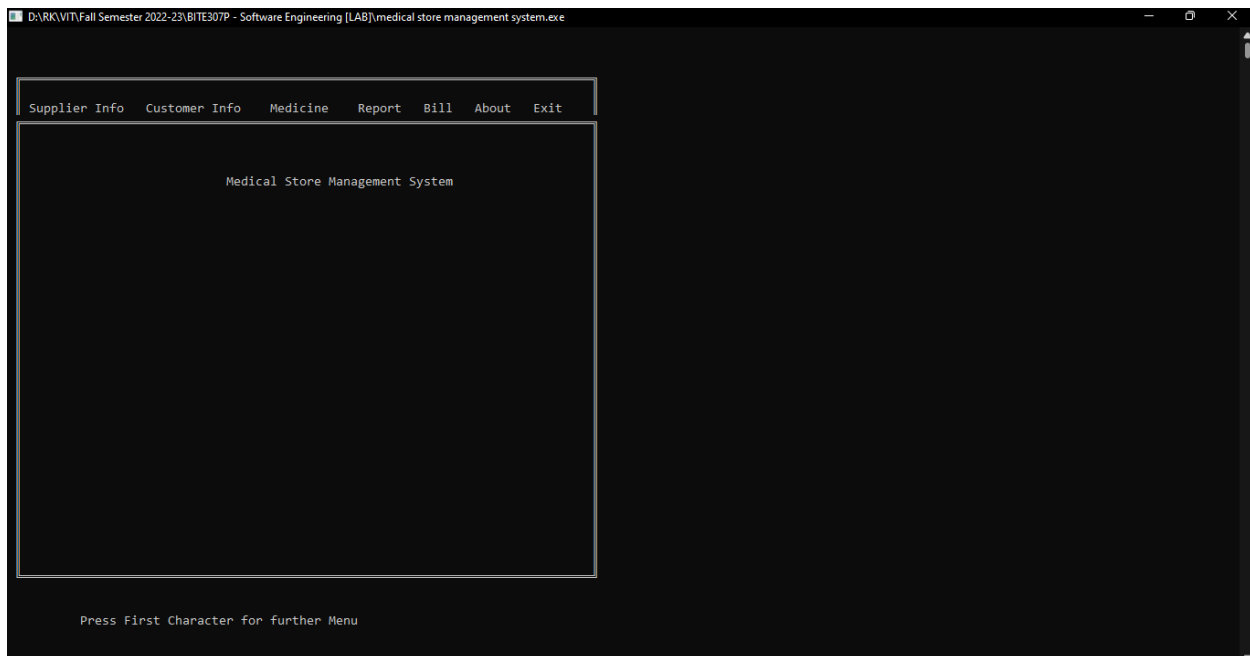 D:\RK\VIT\Fall Semester 2022-23\BITE307P - Software Engineering [LAB]\medical store management system.exe
Supplier Info Customer Info Medicine Report Bill About Exit
Medical Store Management System
Press First Character for further Menu